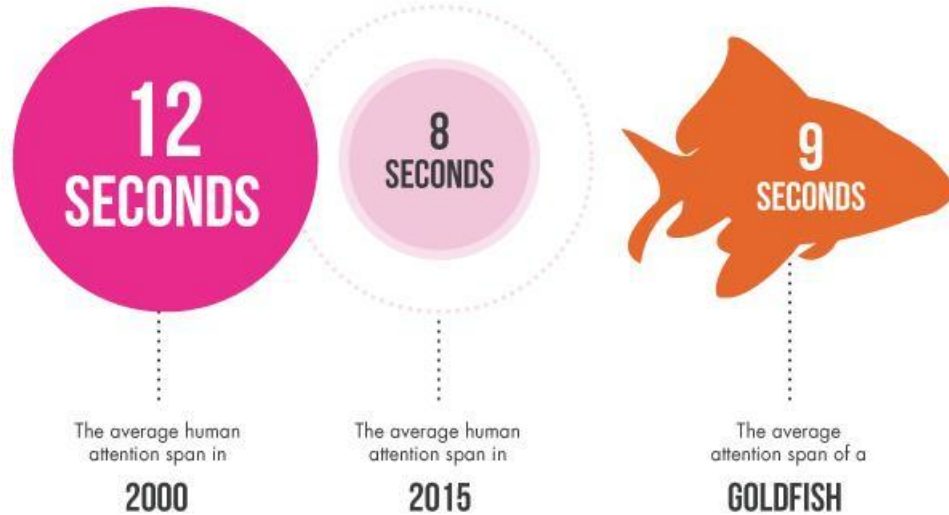 12
SECONDS
The average human
attention span in
2000
8
SECONDS
The average human
attention span in
2015
9
SECONDS
The average
attention span of a
GOLDFISH